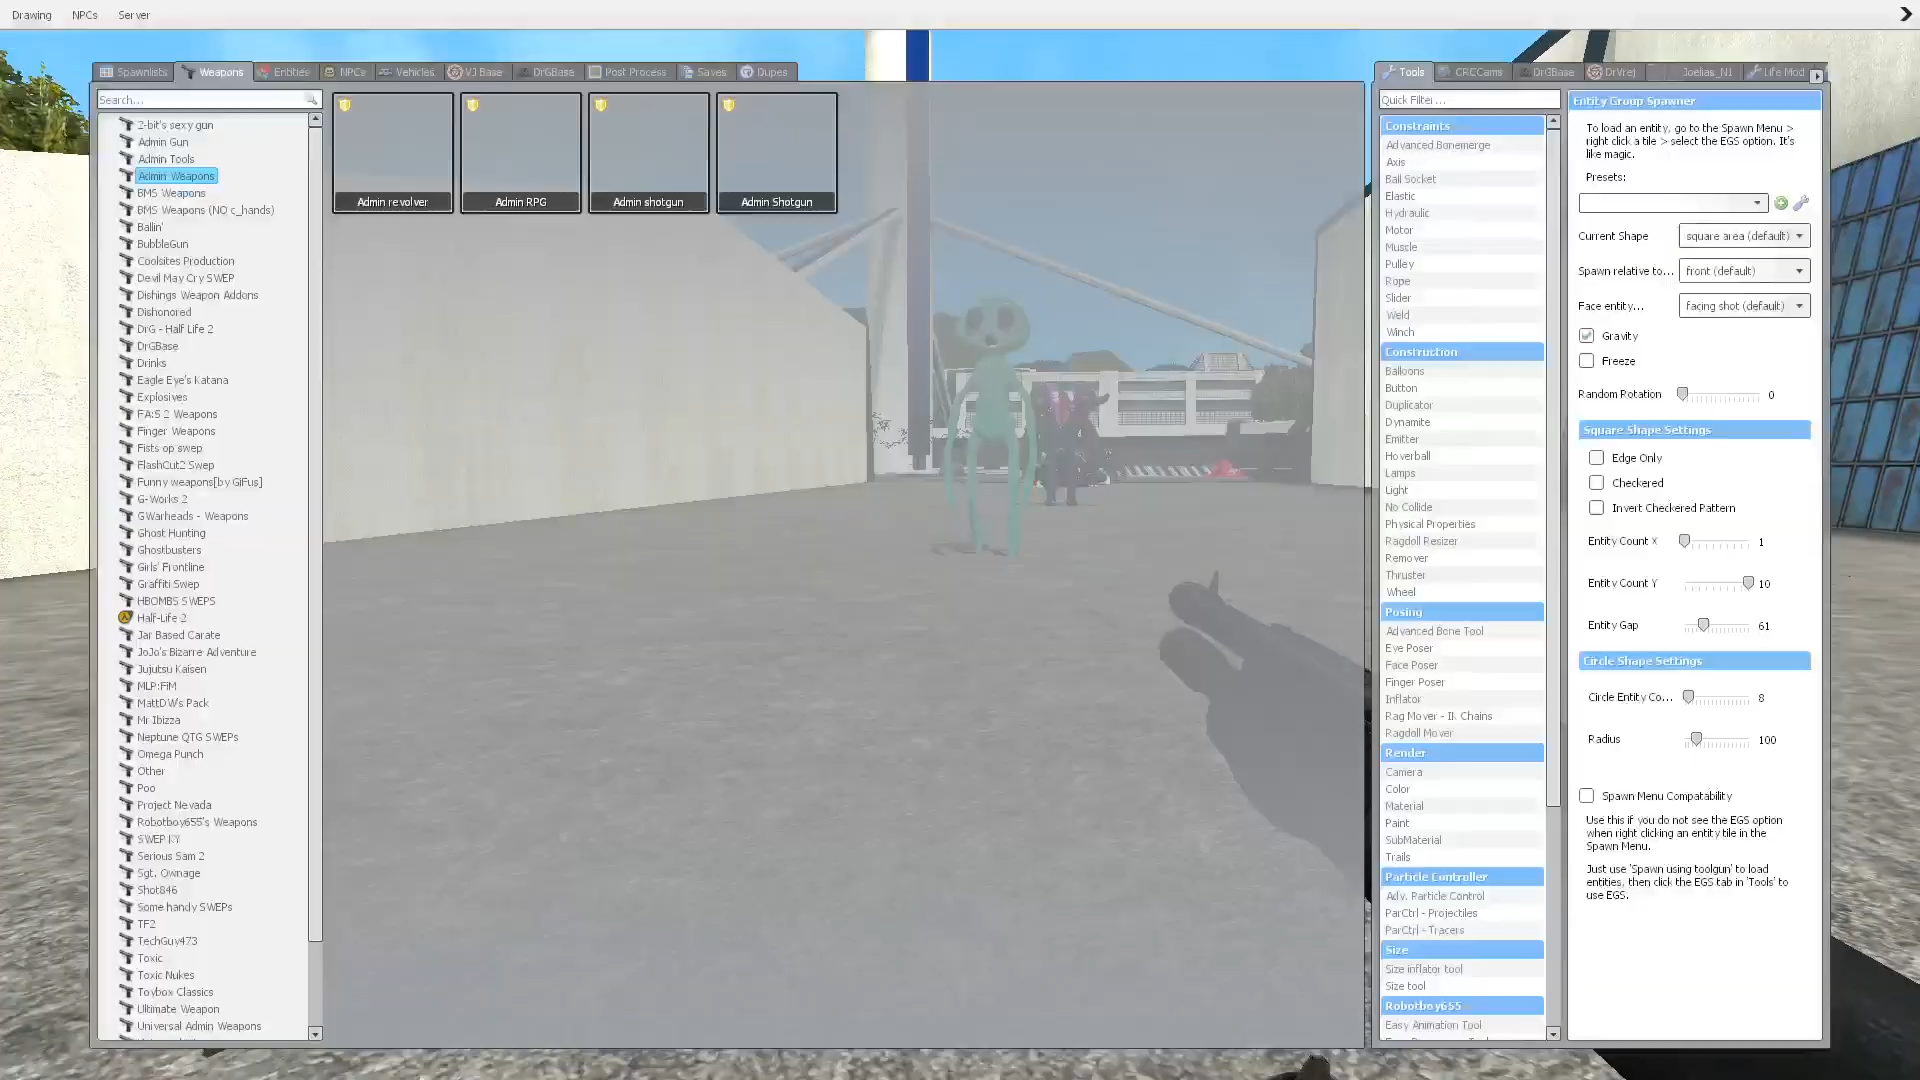 Drawing NPCs Server
Spawnlists Weapons Entities NPCs Vehicles VJ Base DrGBase Post Process Saves Dupes
Search...
2-bit's sexy gun
Admin Gun
Admin Tools
Admin Weapons
BMS Weapons
BMS Weapons (NO c_hands)
Ballin'
BubbleGun
Coolsites Production
Devil May Cry SWEP
Dishings Weapon Addons
Dishonored
DrG - Half Life 2
DrGBase
Drinks
Eagle Eye's Katana
Explosives
F.A.S 2 Weapons
Finger Weapons
Fists op swep
FlashCut2 Swep
Funny weapons[by GIFus]
G-Works 2
GWarheads - Weapons
Ghost Hunting
Ghostbusters
Girls' Frontline
Graffiti Swep
HBOMBS SWEPS
Half-Life 2
Jar Based Carate
JoJo's Bizarre Adventure
Jujutsu Kaisen
MLP:FiM
MattDW's Pack
Mr Ibizza
Neptune QTG SWEPs
Omega Punch
Other
Poo
Project Nevada
Robotboy655's Weapons
Serious Sam 2
Sgt. Ownage
Shot846
Some handy SWEPs
TF2
TechGuy473
Toxic
Toxic Nukes
Toybox Classics
Ultimate Weapon
Universal Admin Weapons
Admin revolver
Admin RPG
Admin shotgun
Admin Shotgun
Tools CRCCams DrGBase DrVrej Joelias_N1 Life Mod
Quick Filter ...
Constraints
Advanced Bonemerge
Axis
Ball Socket
Elastic
Hydraulic
Motor
Muscle
Pulley
Rope
Slider
Weld
Winch
Construction
Balloons
Button
Duplicator
Dynamite
Emitter
Hoverball
Lamps
Light
No Collide
Physical Properties
Ragdoll Resizer
Remover
Thruster
Wheel
Posing
Advanced Bone Tool
Eye Poser
Face Poser
Finger Poser
Inflator
Rag Mover - IK Chains
Ragdoll Mover
Render
Camera
Color
Material
Paint
SubMaterial
Trails
Particle Controller
Adv. Particle Control
ParCtrl - Projectiles
ParCtrl - Tracers
Size
Size inflator tool
Size tool
Robotboy655
Easy Animation Tool
Entity Group Spawner
To load an entity, go to the Spawn Menu >
right click a tile > select the EGS option. It's
like magic.
Presets:
Current Shape square area (default)
Spawn relative to... front (default)
Face entity... facing shot (default)
Gravity
Freeze
Random Rotation 0
Square Shape Settings
Edge Only
Checkered
Invert Checkered Pattern
Entity Count X 1
Entity Count Y 10
Entity Gap 61
Circle Shape Settings
Circle Entity Co... 8
Radius 100
Spawn Menu Compatability
Use this if you do not see the EGS option
when right clicking an entity tile in the
Spawn Menu.
Just use 'Spawn using toolgun' to load
entities, then click the EGS tab in 'Tools' to
use EGS.